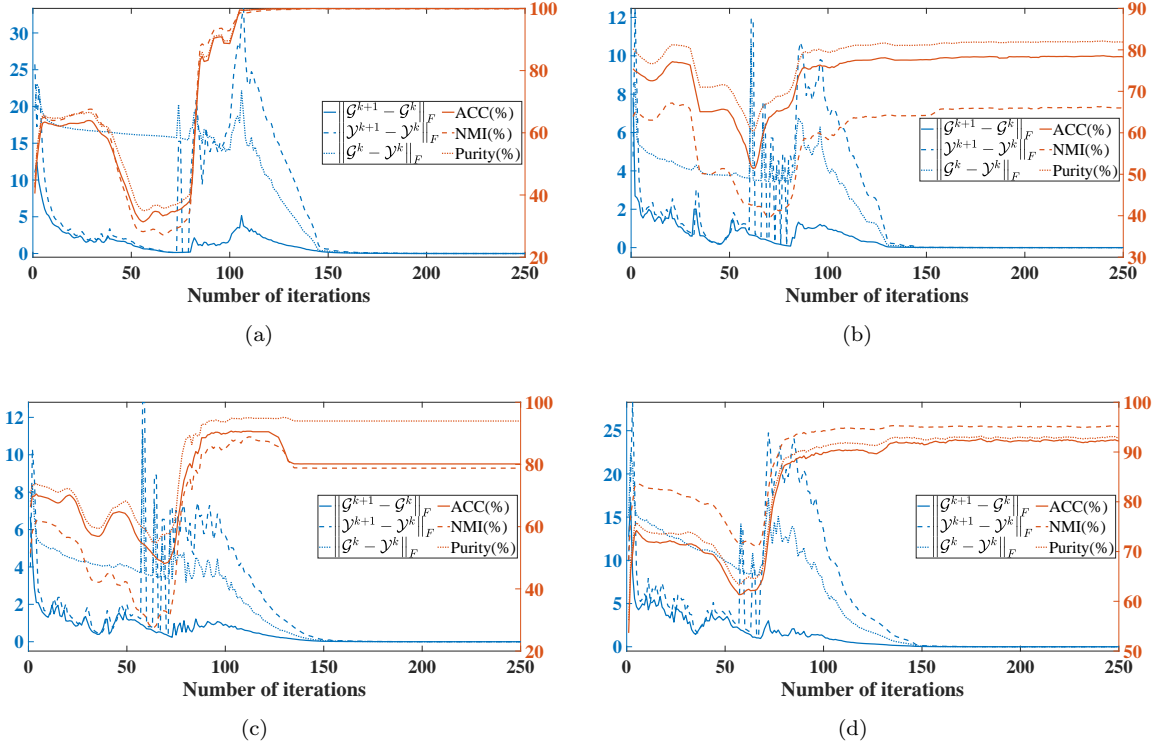 30
25
20
15
10
5
0
100
80
60
40
20
‖𝒢^{k+1} − 𝒢^k‖_F ACC(%)
‖𝒴^{k+1} − 𝒴^k‖_F NMI(%)
‖𝒢^k − 𝒴^k‖_F Purity(%)
0 50 100 150 200 250
Number of iterations
(a)
12
10
8
6
4
2
0
90
80
70
60
50
40
30
‖𝒢^{k+1} − 𝒢^k‖_F ACC(%)
‖𝒴^{k+1} − 𝒴^k‖_F NMI(%)
‖𝒢^k − 𝒴^k‖_F Purity(%)
0 50 100 150 200 250
Number of iterations
(b)
12
10
8
6
4
2
0
100
80
60
40
20
‖𝒢^{k+1} − 𝒢^k‖_F ACC(%)
‖𝒴^{k+1} − 𝒴^k‖_F NMI(%)
‖𝒢^k − 𝒴^k‖_F Purity(%)
0 50 100 150 200 250
Number of iterations
(c)
25
20
15
10
5
0
100
90
80
70
60
50
‖𝒢^{k+1} − 𝒢^k‖_F ACC(%)
‖𝒴^{k+1} − 𝒴^k‖_F NMI(%)
‖𝒢^k − 𝒴^k‖_F Purity(%)
0 50 100 150 200 250
Number of iterations
(d)